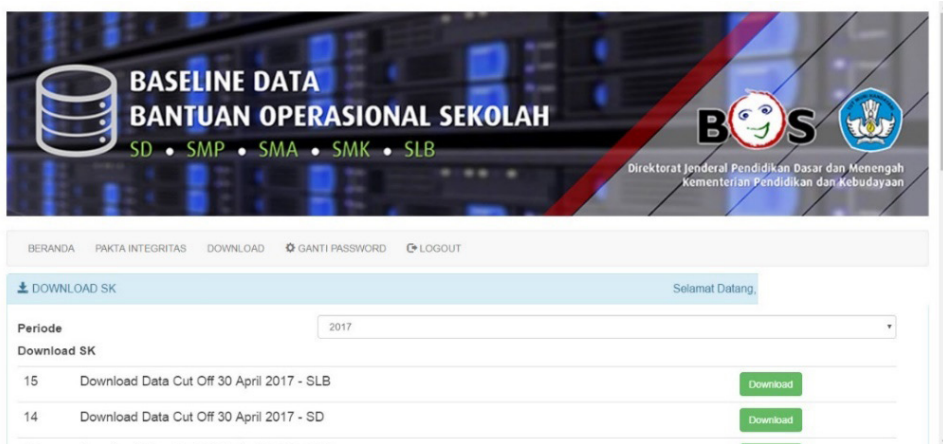 BASELINE DATA
BANTUAN OPERASIONAL SEKOLAH
SD • SMP • SMA • SMK • SLB
BOS
Direktorat Jenderal Pendidikan Dasar dan Menengah
Kementerian Pendidikan dan Kebudayaan
BERANDA PAKTA INTEGRITAS DOWNLOAD GANTI PASSWORD LOGOUT
DOWNLOAD SK Selamat Datang,
Periode 2017
Download SK
15 Download Data Cut Off 30 April 2017 - SLB Download
14 Download Data Cut Off 30 April 2017 - SD Download